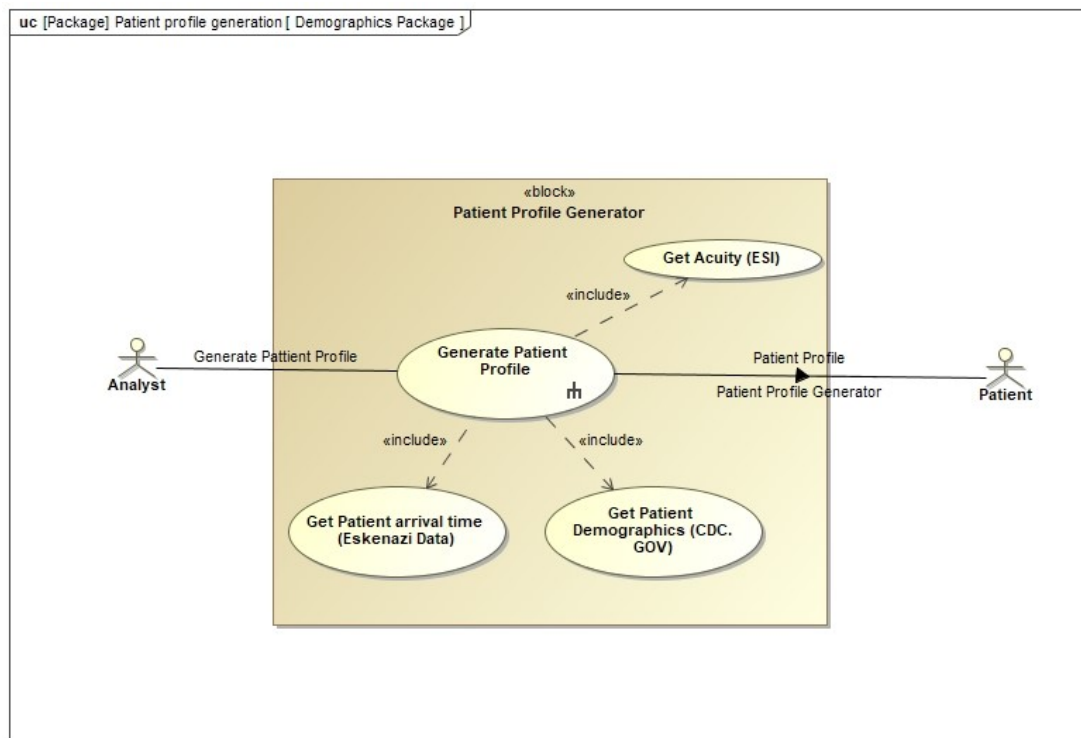 uc [Package] Patient profile generation [ Demographics Package ]
«block»
Patient Profile Generator
Get Acuity (ESI)
«include»
Generate Patient
Profile
Generate Pattient Profile
Analyst
Patient Profile
Patient Profile Generator
Patient
«include»
«include»
Get Patient arrival time
(Eskenazi Data)
Get Patient
Demographics (CDC.
GOV)